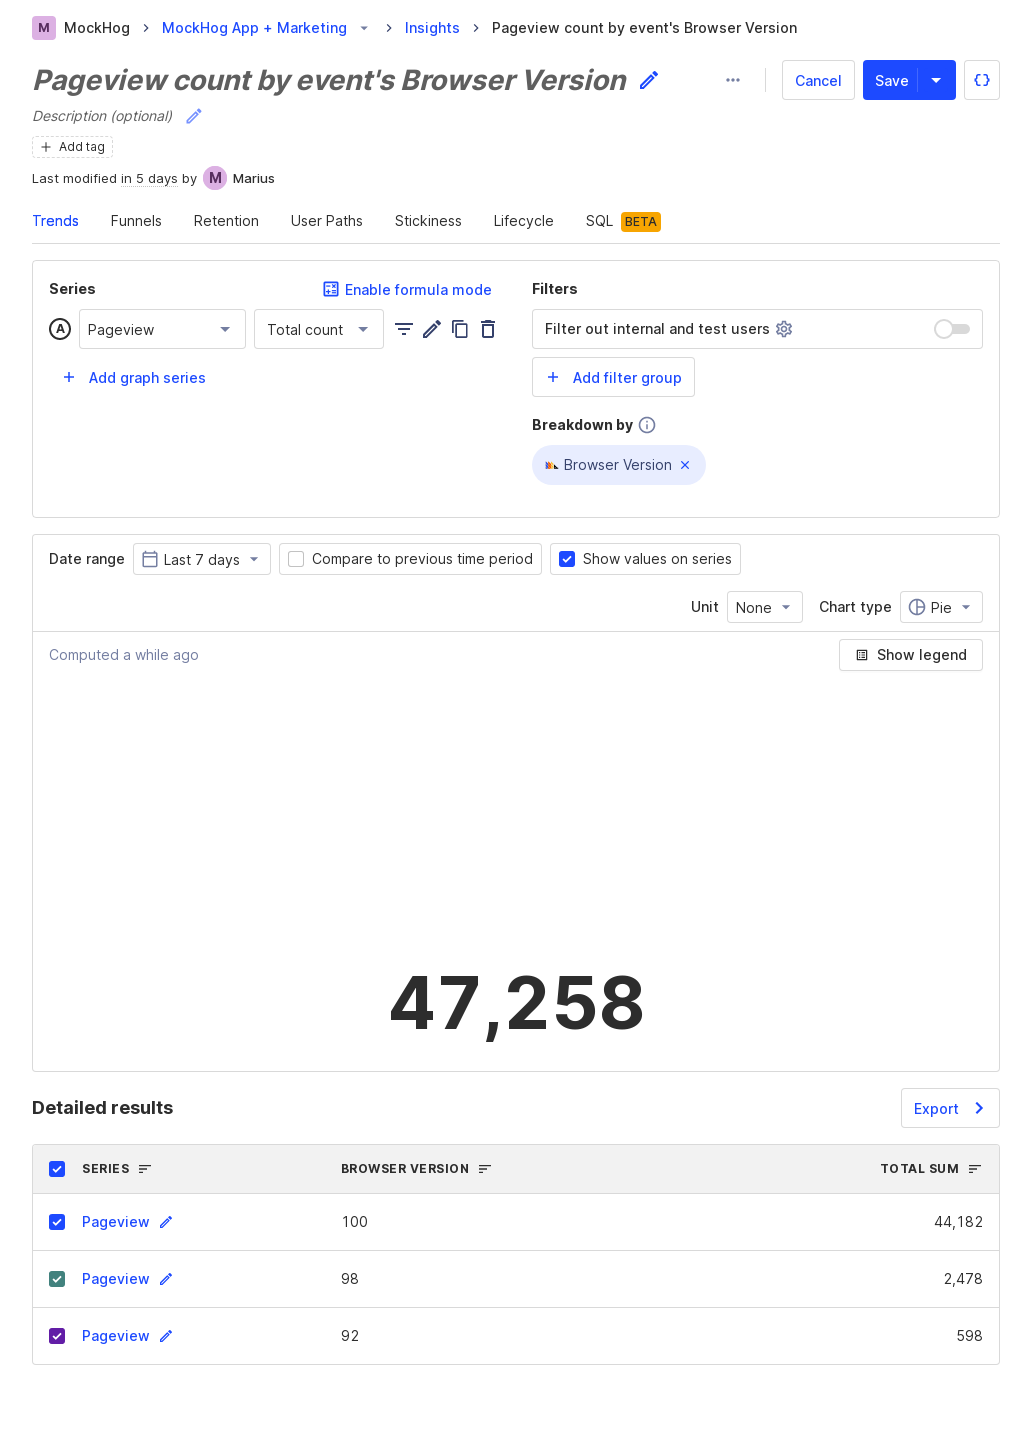 M MockHog > MockHog App + Marketing > Insights > Pageview count by event's Browser Version
Pageview count by event's Browser Version
Cancel Save
Description (optional)
Add tag
Last modified in 5 days by M Marius
Trends Funnels Retention User Paths Stickiness Lifecycle SQL BETA
Series Enable formula mode
A Pageview Total count
+ Add graph series
Filters
Filter out internal and test users
+ Add filter group
Breakdown by
Browser Version
Date range Last 7 days Compare to previous time period Show values on series
Unit None Chart type Pie
Computed a while ago Show legend
47,258
Detailed results Export
SERIES BROWSER VERSION TOTAL SUM
Pageview 100 44,182
Pageview 98 2,478
Pageview 92 598